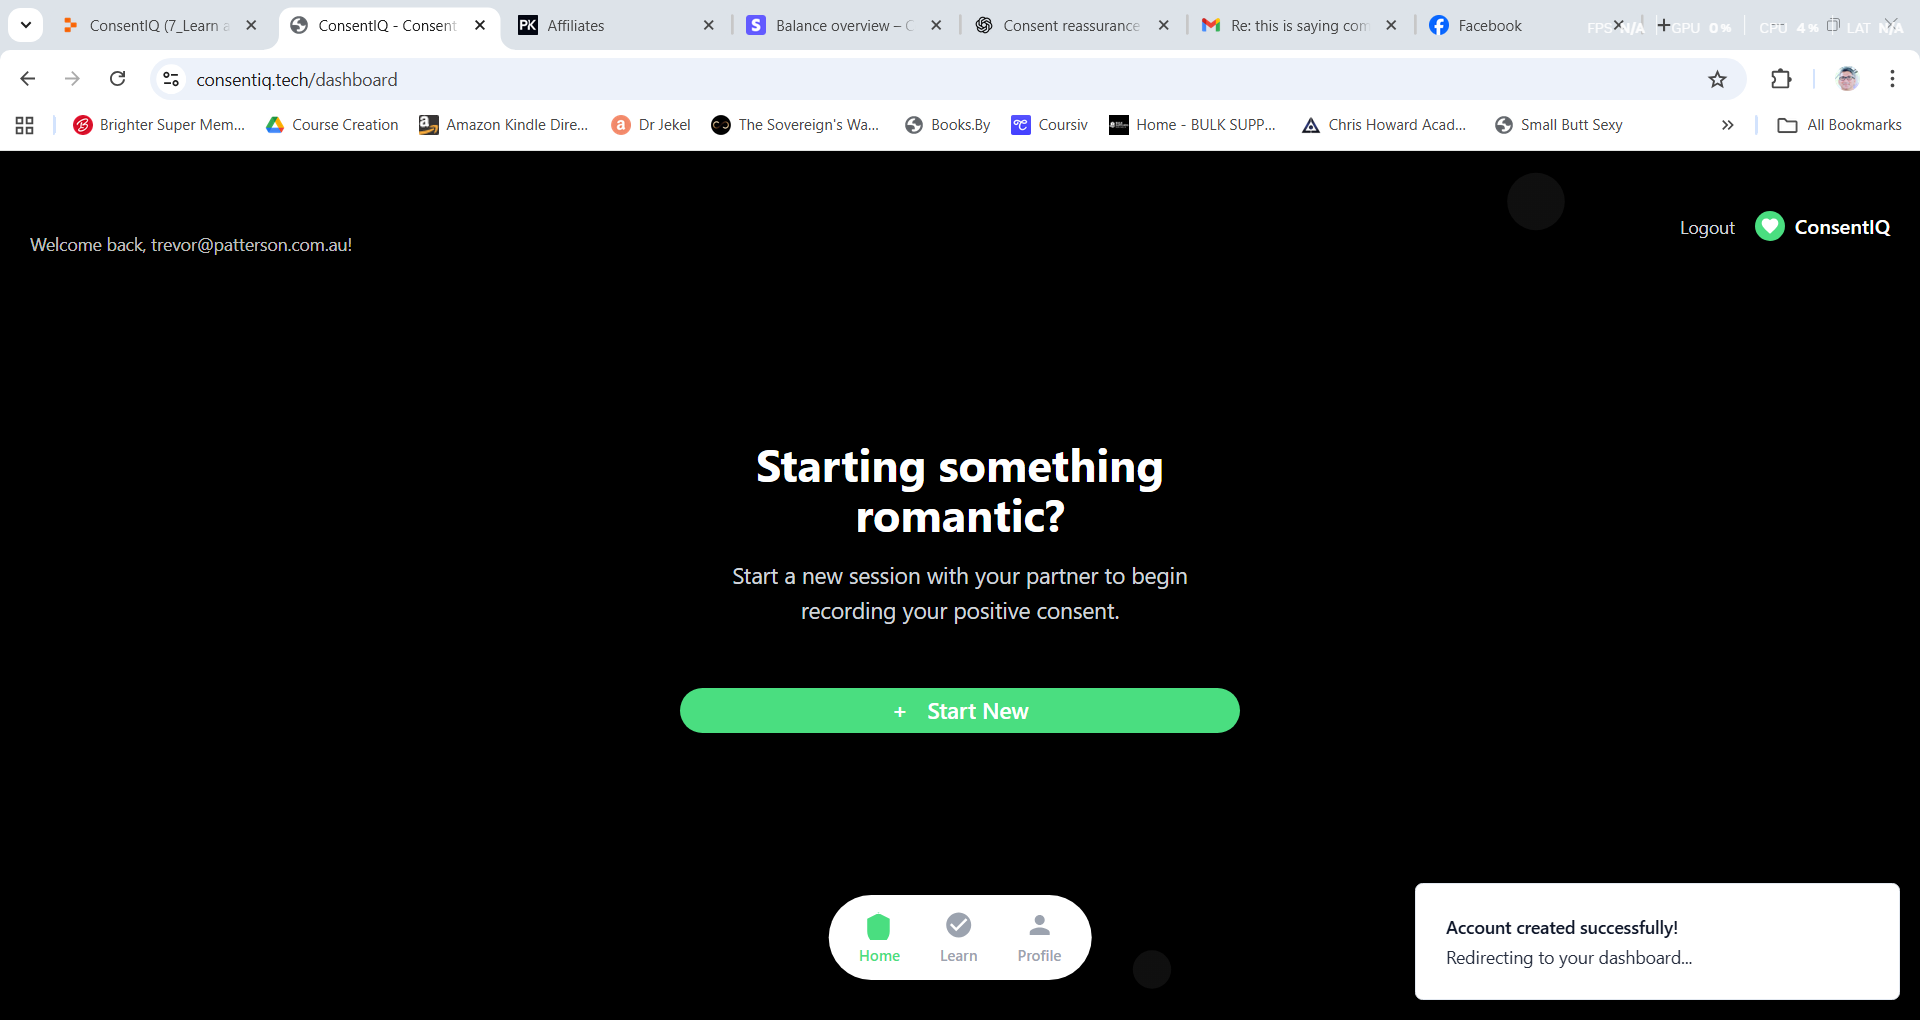 ConsentIQ (7_Learn a
ConsentIQ - Consent
PK Affiliates
S Balance overview – C
Consent reassurance
Re: this is saying com
Facebook
FPS N/A GPU 0% CPU 4% LAT N/A
consentiq.tech/dashboard
Brighter Super Mem...
Course Creation
Amazon Kindle Dire...
a Dr Jekel
The Sovereign's Wa...
Books.By
Coursiv
Home - BULK SUPP...
Chris Howard Acad...
Small Butt Sexy
All Bookmarks
Welcome back, trevor@patterson.com.au!
Logout
ConsentIQ
Starting something
romantic?
Start a new session with your partner to begin
recording your positive consent.
+ Start New
Home
Learn
Profile
Account created successfully!
Redirecting to your dashboard...